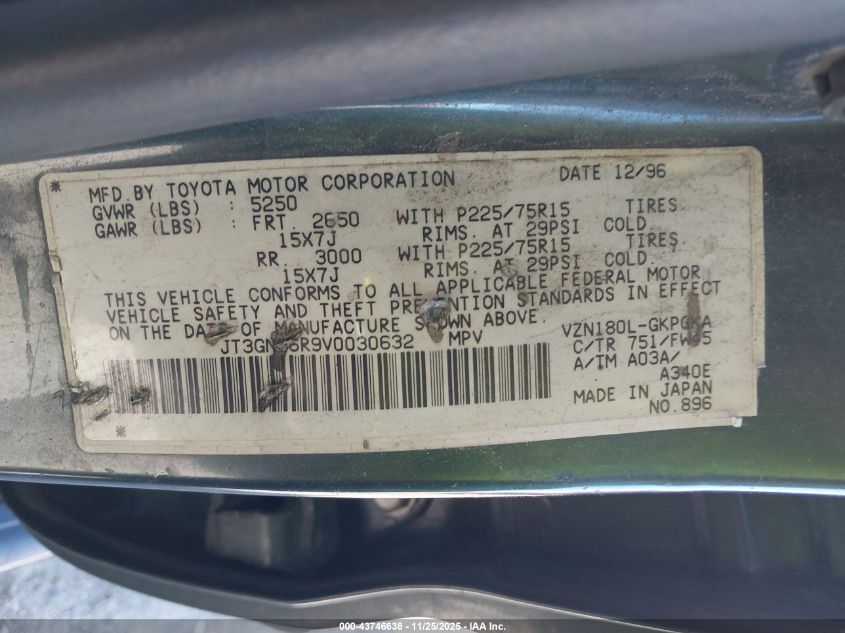 * MFD.BY TOYOTA MOTOR CORPORATION DATE 12/96
GVWR (LBS) : 5250
GAWR (LBS) : FRT 2650 WITH P225/75R15 TIRES
15X7J RIMS. AT 29PSI COLD.
RR. 3000 WITH P225/75R15 TIRES
15X7J RIMS. AT 29PSI COLD.
THIS VEHICLE CONFORMS TO ALL APPLICABLE FEDERAL MOTOR
VEHICLE SAFETY AND THEFT PREVENTION STANDARDS IN EFFECT
ON THE DATE OF MANUFACTURE SHOWN ABOVE.
MPV VZN180L-
C/TR 751/
A/TM A03A/
A340E
MADE IN JAPAN
* NO.896
000-43746638 - 11/25/2025 - IAA Inc.